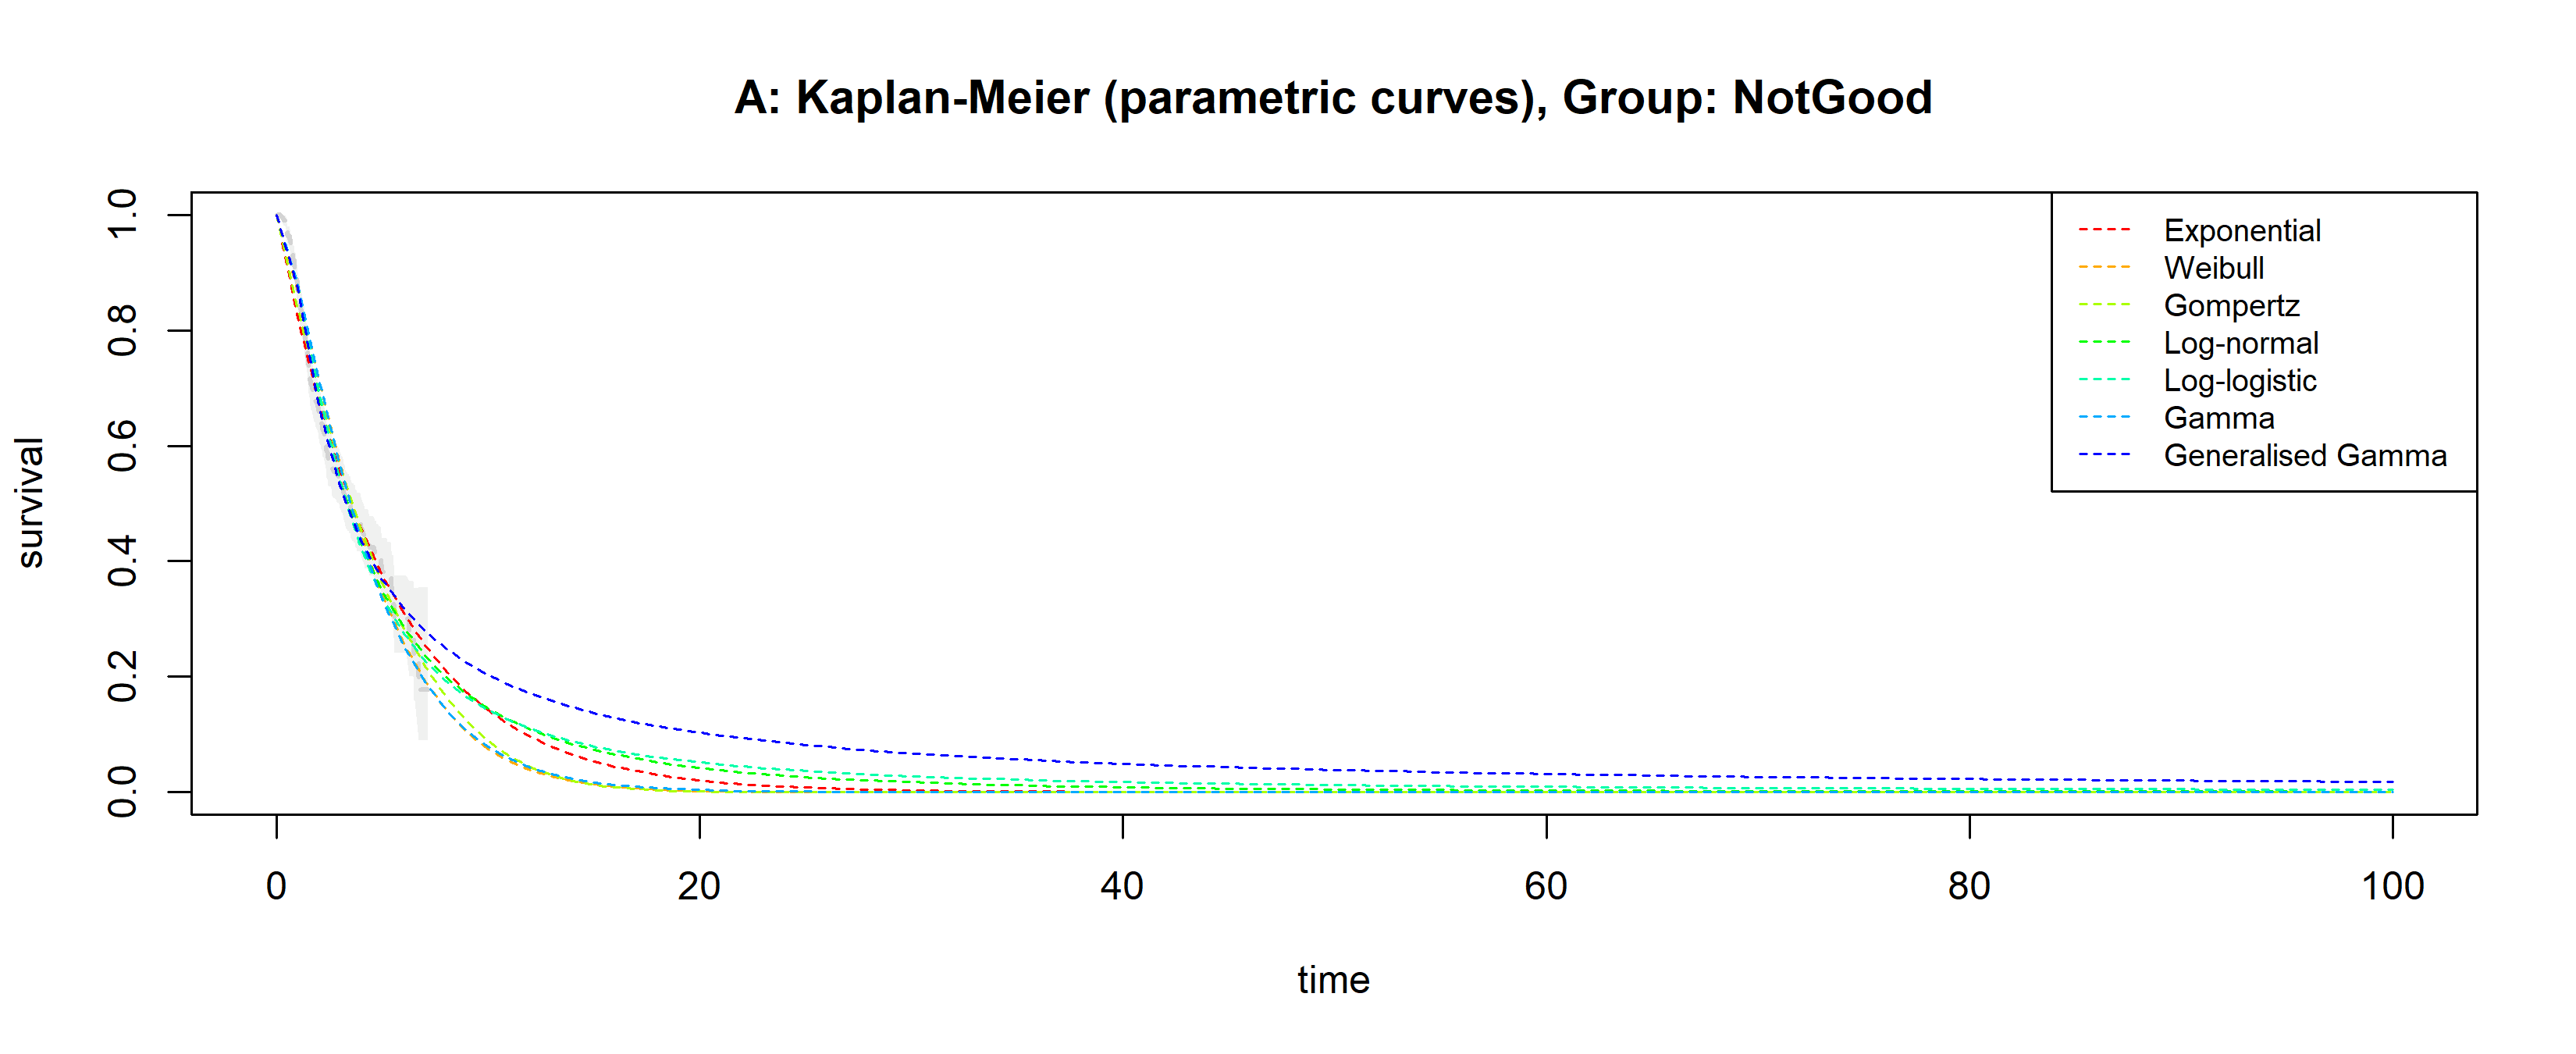 A: Kaplan-Meier (parametric curves), Group: NotGood
survival
1.0
0.8
0.6
0.4
0.2
0.0
Exponential
Weibull
Gompertz
Log-normal
Log-logistic
Gamma
Generalised Gamma
0 20 40 60 80 100
time